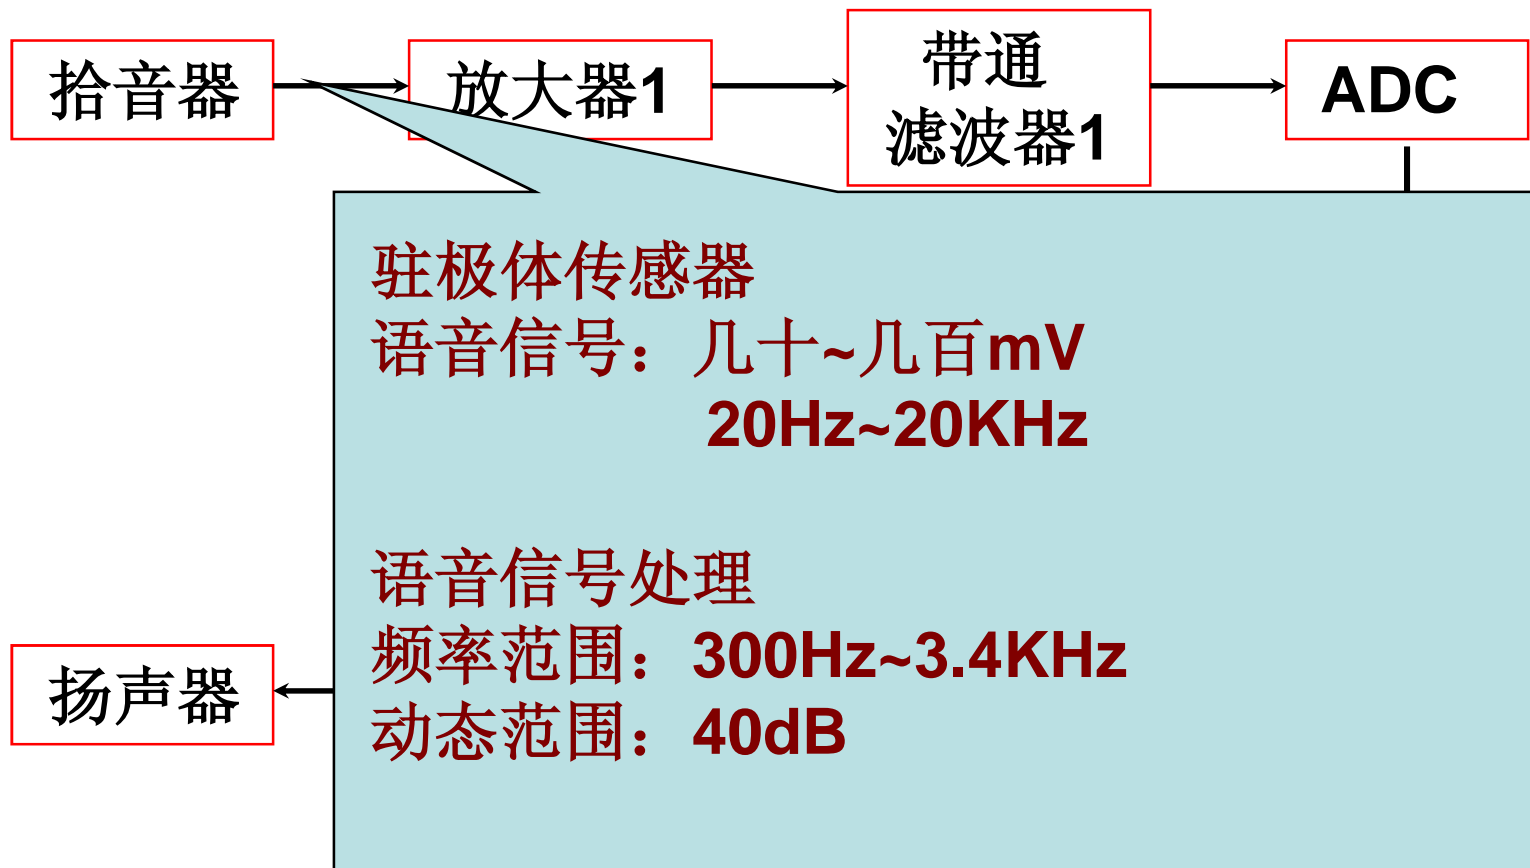 拾音器
放大器1
带通
滤波器1
ADC
驻极体传感器
语音信号：几十~几百mV
20Hz~20KHz
语音信号处理
频率范围：300Hz~3.4KHz
动态范围：40dB
扬声器